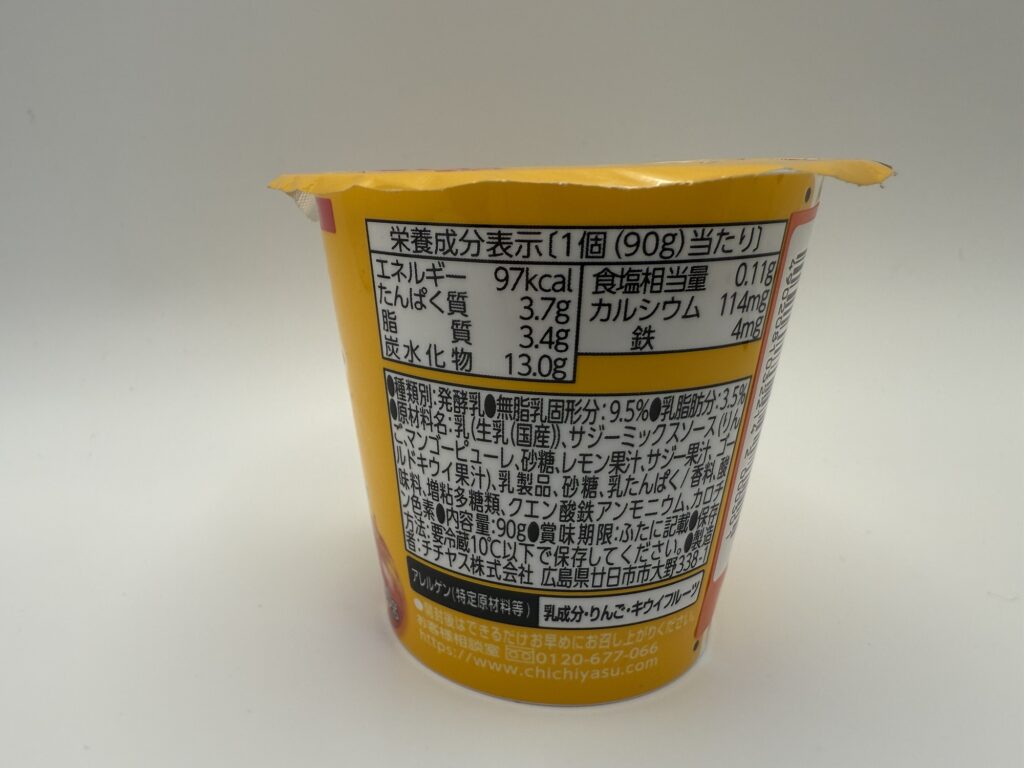 栄養成分表示〔1個(90g)当たり〕
エネルギー 97kcal
たんぱく質 3.7g
脂質 3.4g
炭水化物 13.0g
食塩相当量 0.11g
カルシウム 114mg
鉄 4mg
●種類別:発酵乳●無脂乳固形分:9.5%●乳脂肪分:3.5%
●原材料名:乳(生乳(国産))、サジーミックスソース(りん
ご、マンゴーピューレ、砂糖、レモン果汁、サジー果汁、ゴー
ルドキウイ果汁)、乳製品、砂糖、乳たんぱく/香料、酸
味料、増粘多糖類、クエン酸鉄アンモニウム、カロチ
ン色素●内容量:90g●賞味期限:ふたに記載●保存
方法:要冷蔵10℃以下で保存してください。●製造
者:チチヤス株式会社 広島県廿日市市大野338-1
アレルゲン(特定原材料等) 乳成分・りんご・キウイフルーツ
●開封後はできるだけお早めにお召し上がりください。
お客様相談室 0120-677-066
https://www.chichiyasu.com